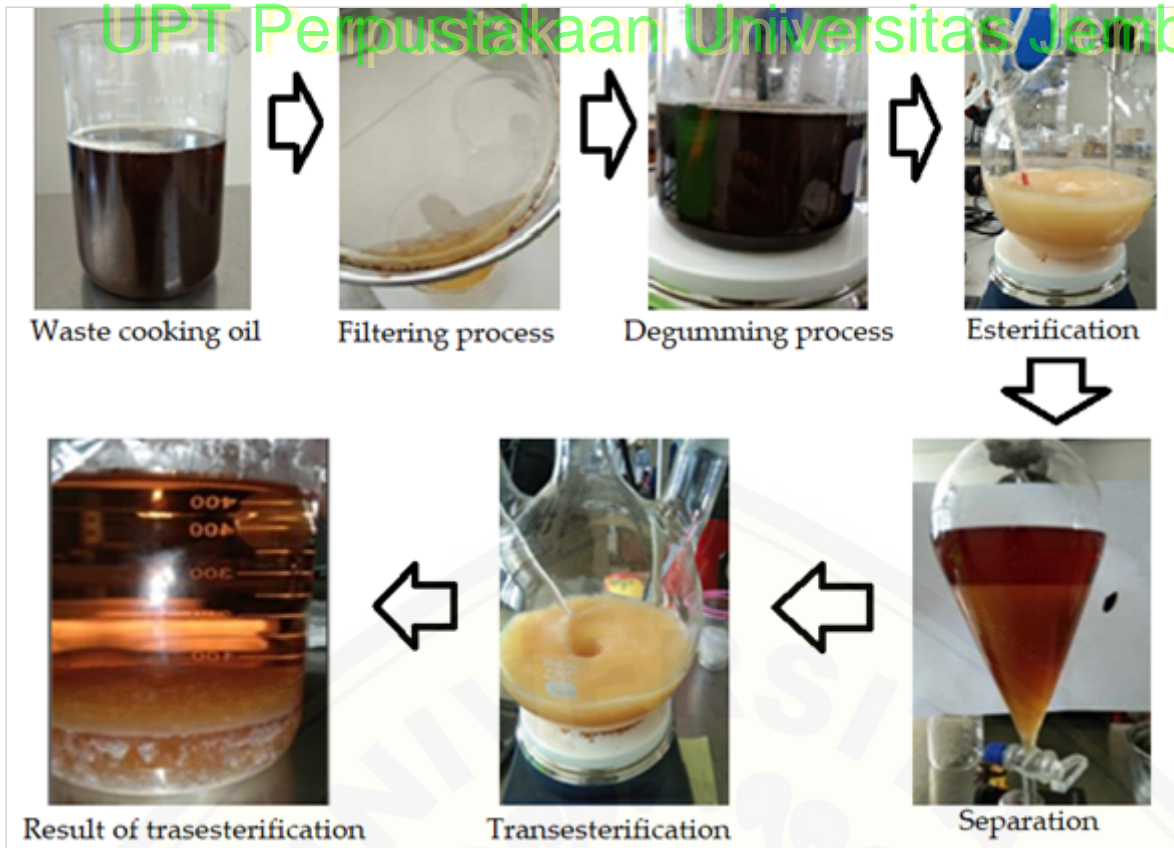 UPT Perpustakaan Universitas Jemb
Waste cooking oil
Filtering process
Degumming process
Esterification
400
400
300
Result of trasesterification
Transesterification
Separation